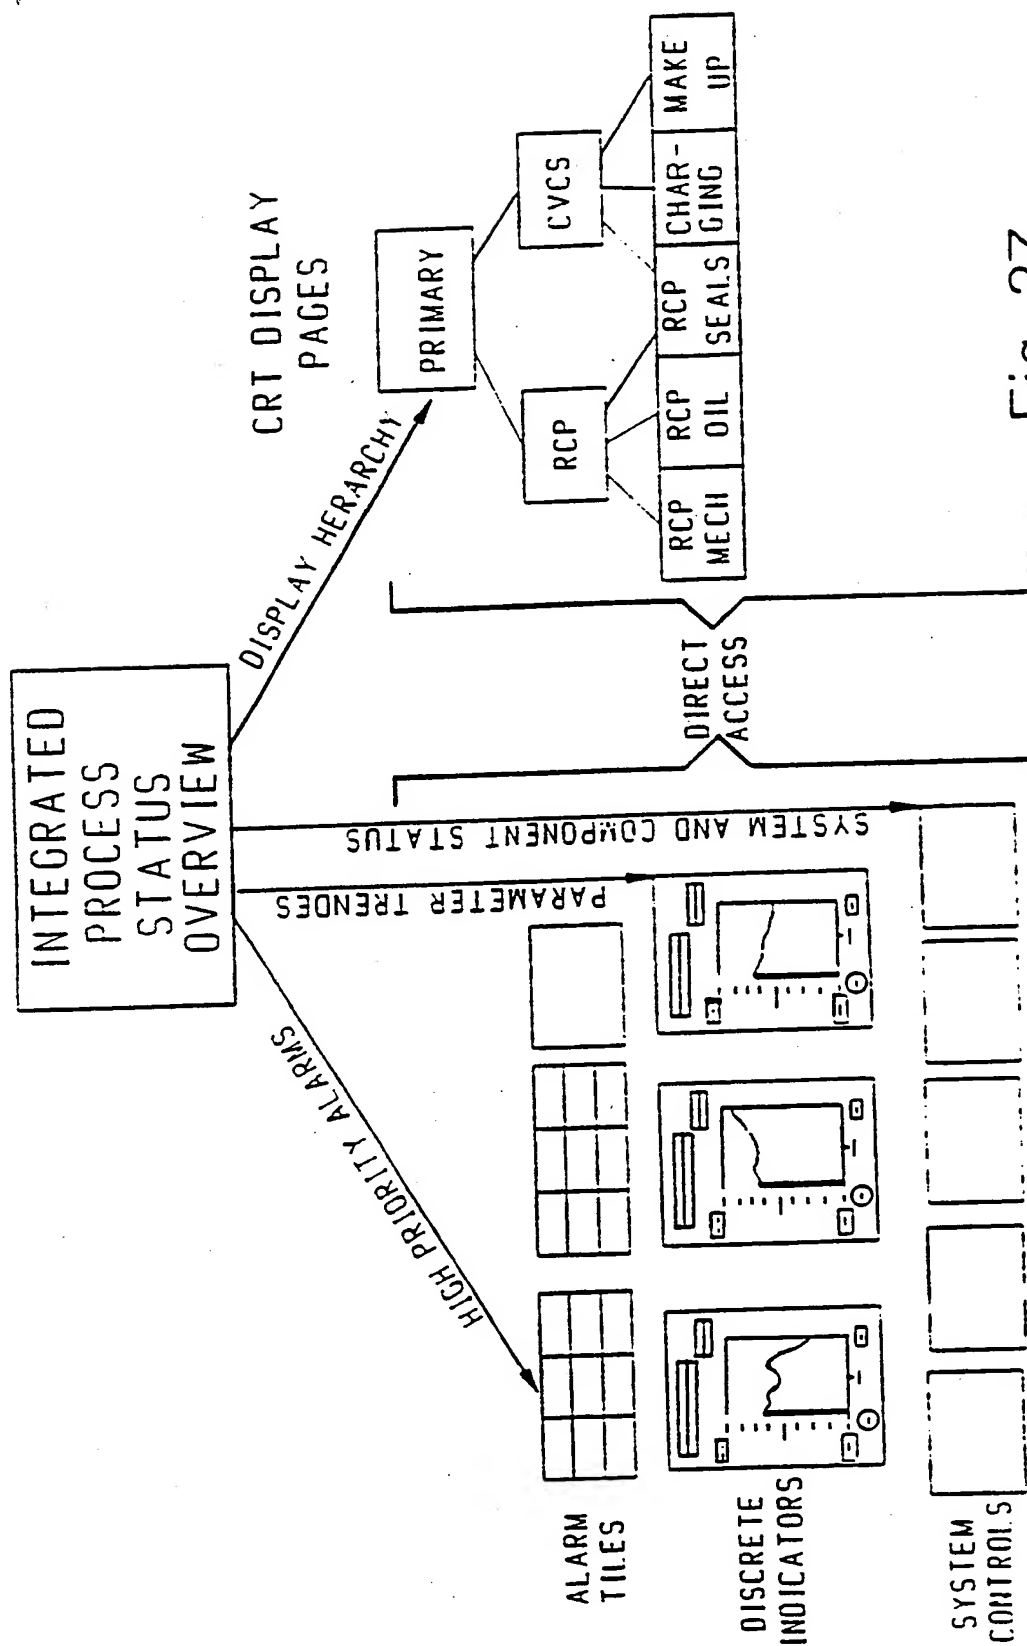 INTEGRATED
PROCESS
STATUS
OVERVIEW
HIGH PRIORITY ALARMS
PARAMETER TRENDES
SYSTEM AND COMPONENT STATUS
DISPLAY HERARCHY
CRT DISPLAY
PAGES
PRIMARY
RCP
CVCS
RCP
MECH
RCP
OIL
RCP
SEALS
CHAR-
GING
MAKE
UP
DIRECT
ACCESS
ALARM
TILES
DISCRETE
INDICATORS
SYSTEM
CONTROLS
Fig. 27